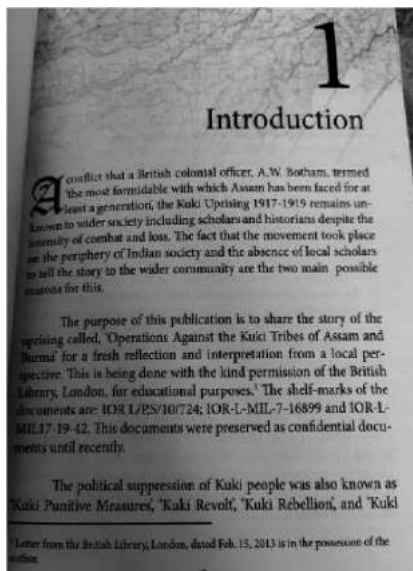 1
Introduction
A conflict that a British colonial officer, A.W. Botham, termed
'the most formidable with which Assam has been faced for at
least a generation', the Kuki Uprising 1917-1919 remains un-
known to wider society including scholars and historians despite the
intensity of combat and loss. The fact that the movement took place
on the periphery of Indian society and the absence of local scholars
to tell the story to the wider community are the two main possible
reasons for this.
The purpose of this publication is to share the story of the
uprising called, 'Operations Against the Kuki Tribes of Assam and
Burma' for a fresh reflection and interpretation from a local per-
spective. This is being done with the kind permission of the British
Library, London, for educational purposes.¹ The shelf-marks of the
documents are: IOR L/PS/10/724; IOR-L-MIL-7-16899 and IOR-L-
MIL17-19-42. This documents were preserved as confidential docu-
ments until recently.
The political suppression of Kuki people was also known as
'Kuki Punitive Measures', 'Kuki Revolt', 'Kuki Rebellion', and 'Kuki
¹ Letter from the British Library, London, dated Feb. 15, 2013 is in the possession of the
author.